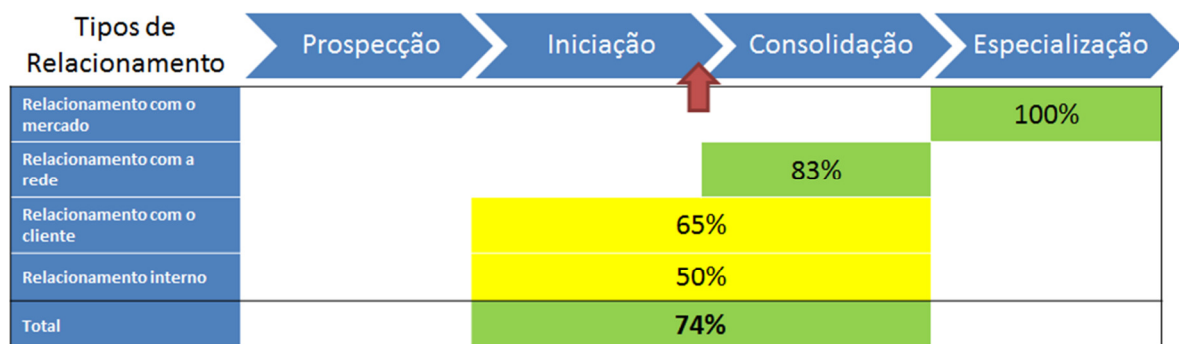 Tipos de
Relacionamento
Prospecção
Iniciação
Consolidação
Especialização
Relacionamento com o
mercado
100%
Relacionamento com a
rede
83%
Relacionamento com o
cliente
65%
Relacionamento interno
50%
Total
74%